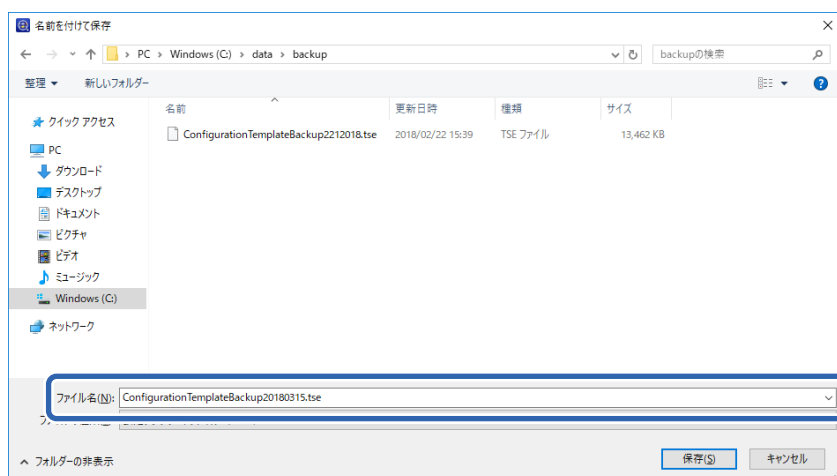 名前を付けて保存
PC › Windows (C:) › data › backup
backupの検索
整理 新しいフォルダー
名前 更新日時 種類 サイズ
ConfigurationTemplateBackup2212018.tse 2018/02/22 15:39 TSE ファイル 13,462 KB
クイック アクセス
PC
ダウンロード
デスクトップ
ドキュメント
ピクチャ
ビデオ
ミュージック
Windows (C:)
ネットワーク
ファイル名(N): ConfigurationTemplateBackup20180315.tse
フォルダーの非表示
保存(S) キャンセル